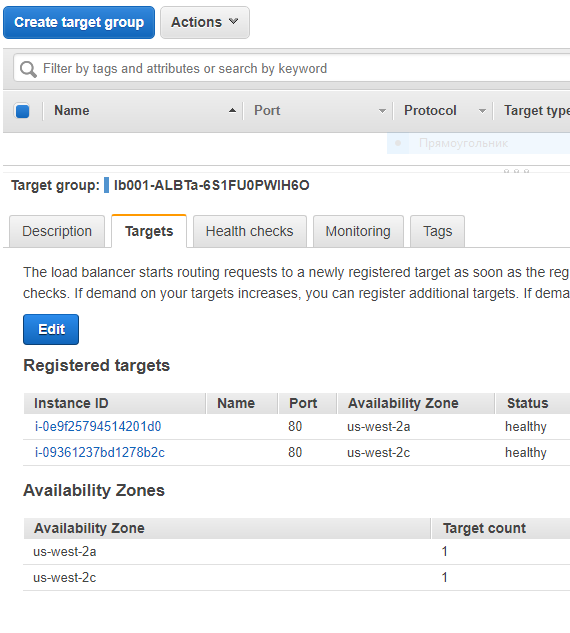 Create target group Actions
Filter by tags and attributes or search by keyword
Name Port Protocol Target type
Прямоугольник
Target group: lb001-ALBTa-6S1FU0PWIH6O
Description Targets Health checks Monitoring Tags
The load balancer starts routing requests to a newly registered target as soon as the reg
checks. If demand on your targets increases, you can register additional targets. If dema
Edit
Registered targets
Instance ID Name Port Availability Zone Status
i-0e9f25794514201d0 80 us-west-2a healthy
i-09361237bd1278b2c 80 us-west-2c healthy
Availability Zones
Availability Zone Target count
us-west-2a 1
us-west-2c 1